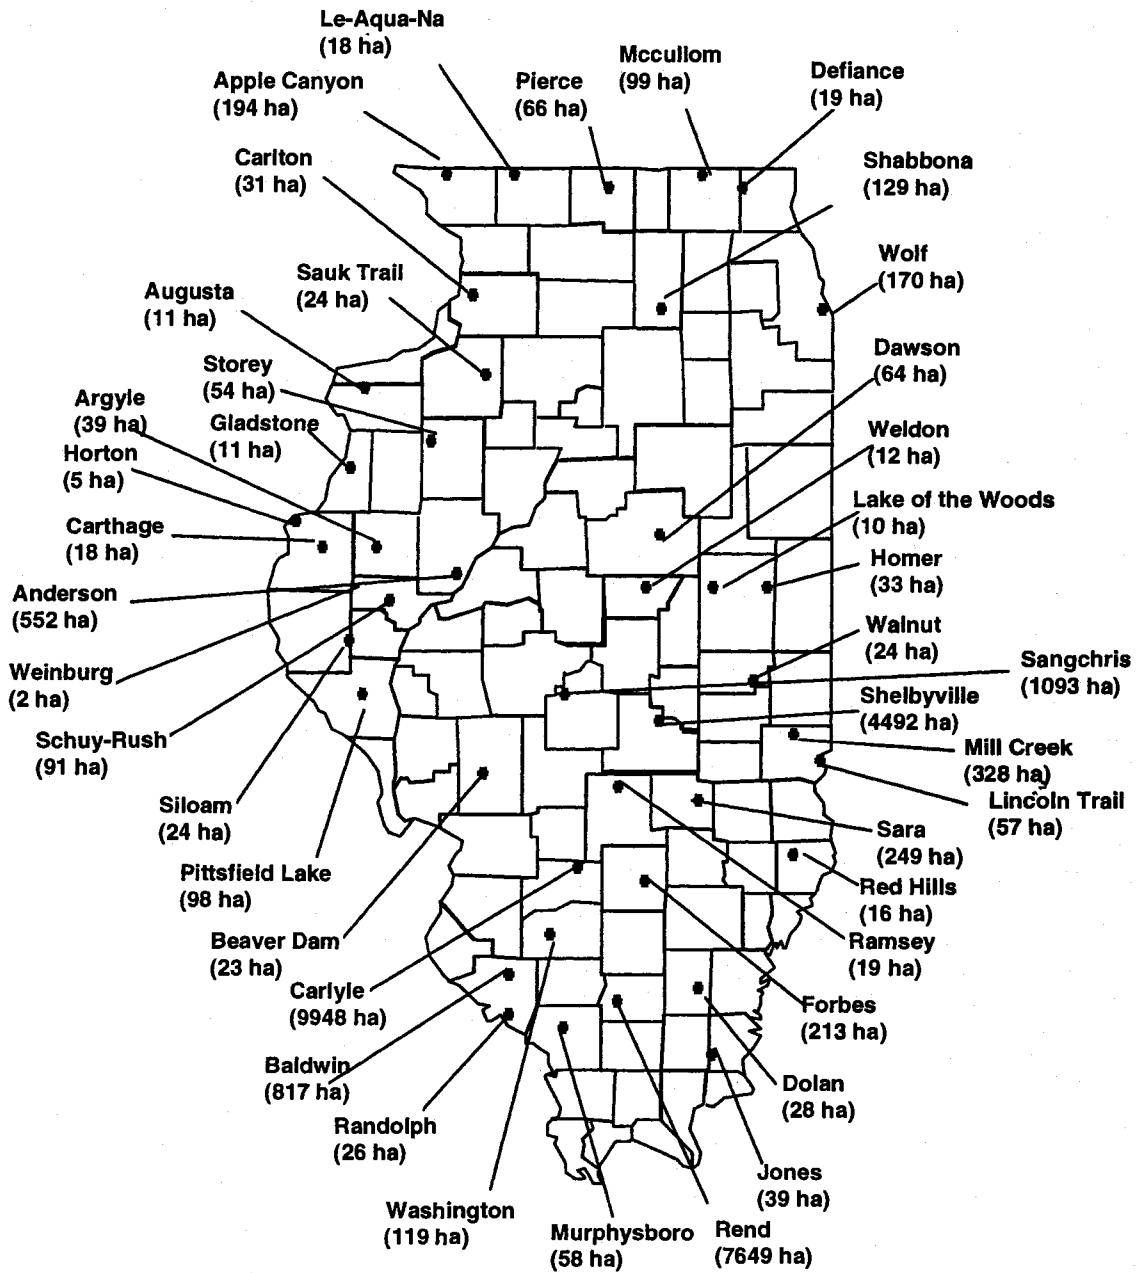 Le-Aqua-Na
(18 ha)
Apple Canyon
(194 ha)
Pierce
(66 ha)
Mccullom
(99 ha)
Defiance
(19 ha)
Carlton
(31 ha)
Shabbona
(129 ha)
Wolf
(170 ha)
Sauk Trail
(24 ha)
Augusta
(11 ha)
Storey
(54 ha)
Dawson
(64 ha)
Argyle
(39 ha)
Gladstone
(11 ha)
Weldon
(12 ha)
Horton
(5 ha)
Lake of the Woods
(10 ha)
Carthage
(18 ha)
Homer
(33 ha)
Anderson
(552 ha)
Walnut
(24 ha)
Sangchris
(1093 ha)
Weinburg
(2 ha)
Shelbyville
(4492 ha)
Schuy-Rush
(91 ha)
Mill Creek
(328 ha)
Lincoln Trail
(57 ha)
Siloam
(24 ha)
Sara
(249 ha)
Pittsfield Lake
(98 ha)
Red Hills
(16 ha)
Beaver Dam
(23 ha)
Ramsey
(19 ha)
Carlyle
(9948 ha)
Forbes
(213 ha)
Baldwin
(817 ha)
Dolan
(28 ha)
Randolph
(26 ha)
Jones
(39 ha)
Washington
(119 ha)
Murphysboro
(58 ha)
Rend
(7649 ha)